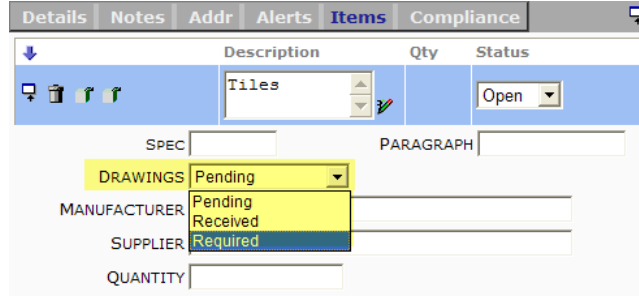 Details Notes Addr Alerts Items Compliance
Description Qty Status
Tiles Open
SPEC PARAGRAPH
DRAWINGS Pending
Pending
MANUFACTURER
Received
SUPPLIER Required
QUANTITY